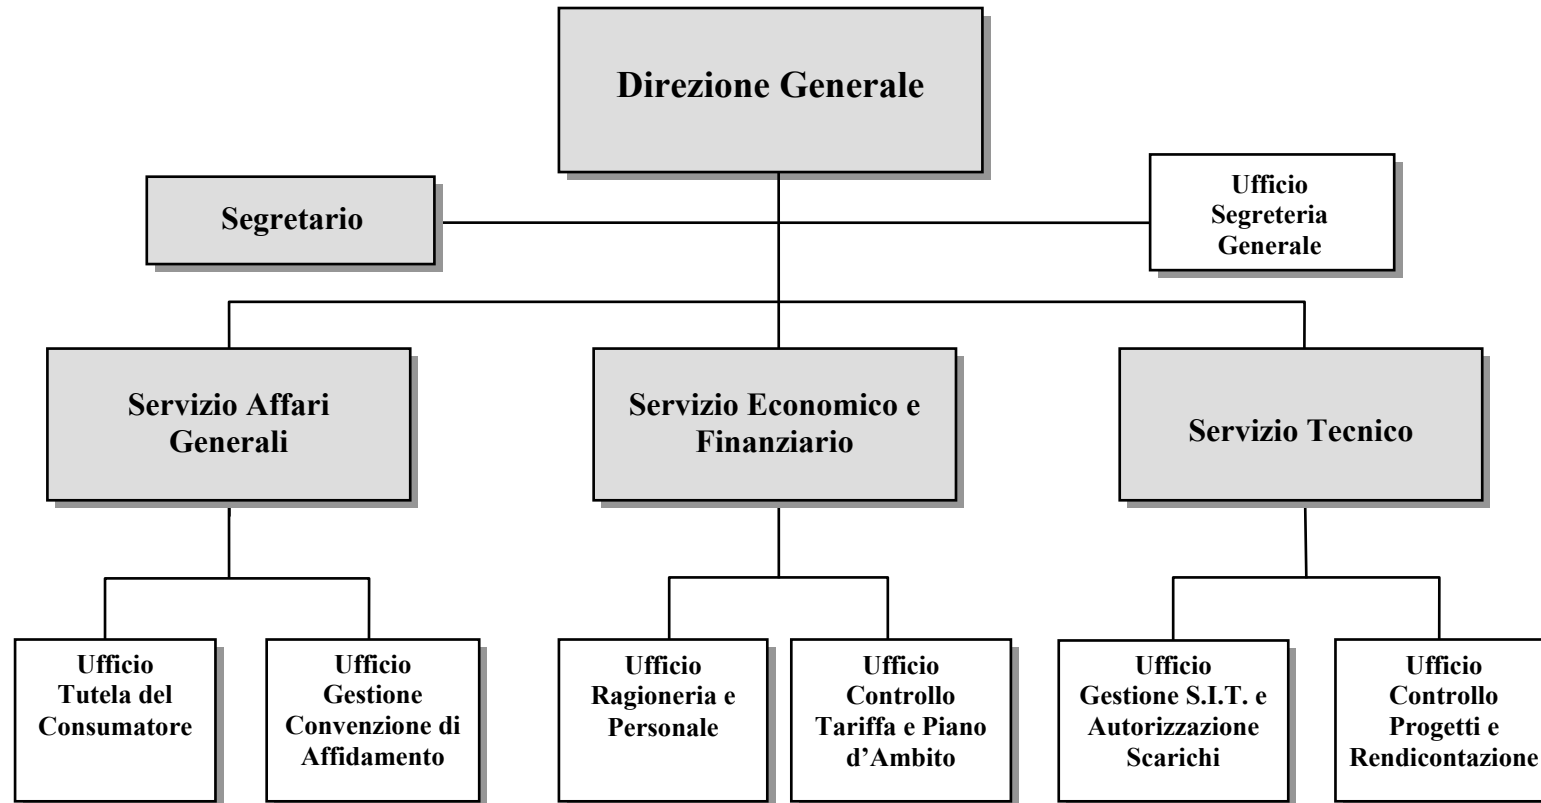 Direzione Generale
Segretario
Ufficio
Segreteria
Generale
Servizio Affari
Generali
Servizio Economico e
Finanziario
Servizio Tecnico
Ufficio
Tutela del
Consumatore
Ufficio
Gestione
Convenzione di
Affidamento
Ufficio
Ragioneria e
Personale
Ufficio
Controllo
Tariffa e Piano
d’Ambito
Ufficio
Gestione S.I.T. e
Autorizzazione
Scarichi
Ufficio
Controllo
Progetti e
Rendicontazione